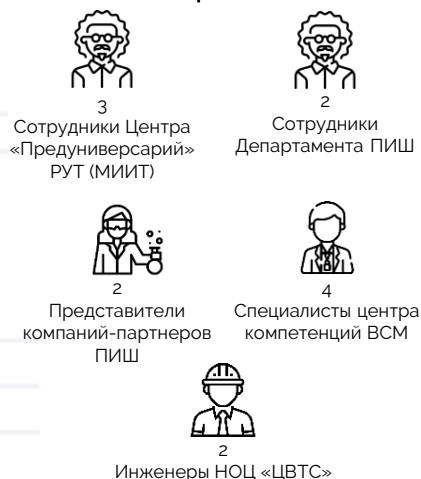 3
Сотрудники Центра
«Предуниверсарий»
РУТ (МИИТ)
2
Сотрудники
Департамента ПИШ
2
Представители
компаний-партнеров
ПИШ
4
Специалисты центра
компетенций ВСМ
2
Инженеры НОЦ «ЦВТС»